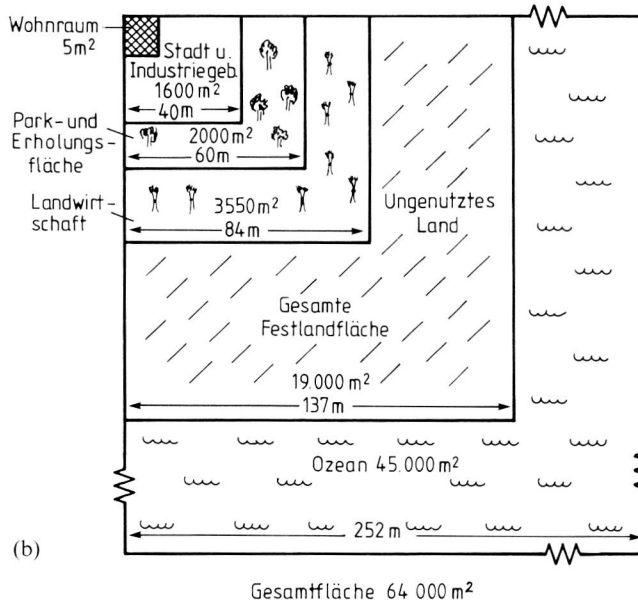 Wohnraum
5m²
Stadt u.
Industriegeb.
1600 m²
40m
Park- und
Erholungs-
fläche
2000 m²
60m
Landwirt-
schaft
3550 m²
84m
Ungenutztes
Land
Gesamte
Festlandfläche
19.000 m²
137m
Ozean 45.000 m²
252m
(b)
Gesamtfläche 64 000 m²